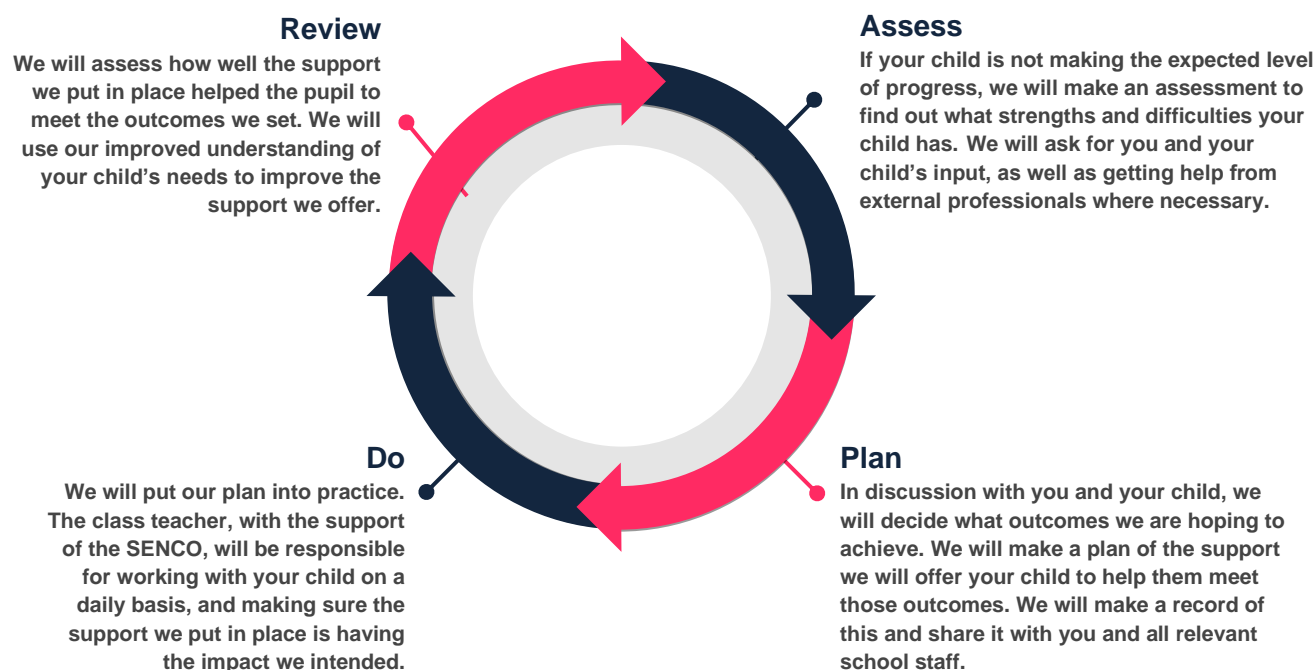 Review
We will assess how well the support
we put in place helped the pupil to
meet the outcomes we set. We will
use our improved understanding of
your child’s needs to improve the
support we offer.
Assess
If your child is not making the expected level
of progress, we will make an assessment to
find out what strengths and difficulties your
child has. We will ask for you and your
child’s input, as well as getting help from
external professionals where necessary.
Do
We will put our plan into practice.
The class teacher, with the support
of the SENCO, will be responsible
for working with your child on a
daily basis, and making sure the
support we put in place is having
the impact we intended.
Plan
In discussion with you and your child, we
will decide what outcomes we are hoping to
achieve. We will make a plan of the support
we will offer your child to help them meet
those outcomes. We will make a record of
this and share it with you and all relevant
school staff.